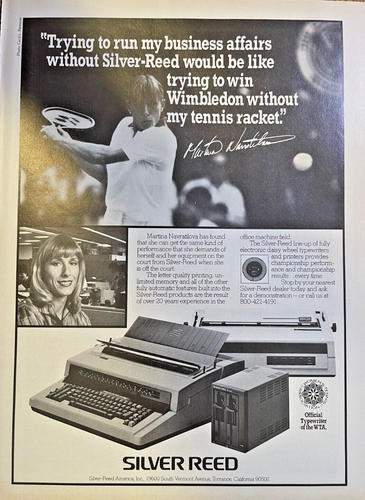 "Trying to run my business affairs
without Silver-Reed would be like
trying to win
Wimbledon without
my tennis racket."
Martina Navratilova
Martina Navratilova has found
that she can get the same kind of
performance that she demands of
herself and her equipment on the
court from Silver-Reed when she
is off the court.
The letter quality printing, un-
limited memory and all of the other
fully automatic features built into
the Silver-Reed products are the result
of over 20 years experience in the
office machine field.
The Silver-Reed line-up of fully
electronic daisy wheel typewriters
and printers provides
championship perform-
ance and championship
results... every time.
Stop by your nearest
Silver-Reed dealer today and ask
for a demonstration – or call us at
800-421-4191.
Official
Typewriter
of the WTA.
SILVER REED
Silver-Reed America, Inc., 19600 South Vermont Avenue, Torrance, California 90502